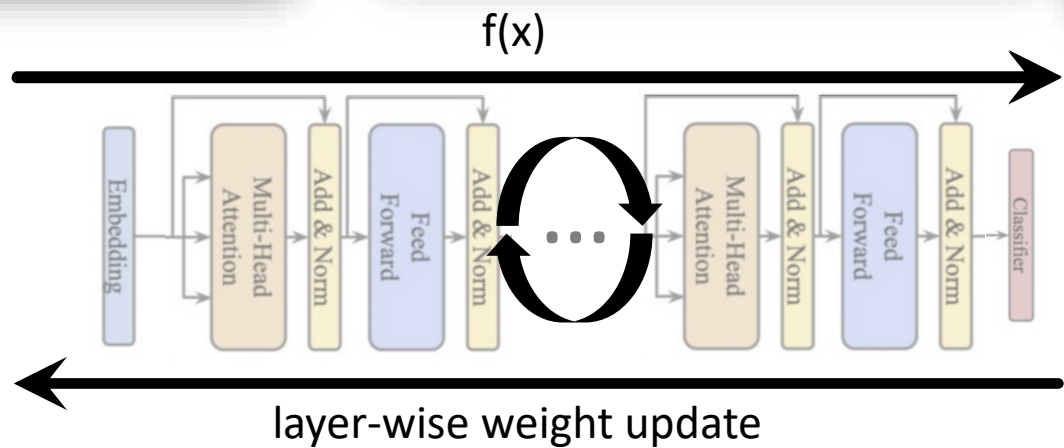 f(x)
Embedding
Multi-Head
Attention
Add & Norm
Feed
Forward
Add & Norm
...
Multi-Head
Attention
Add & Norm
Feed
Forward
Add & Norm
Classifier
layer-wise weight update